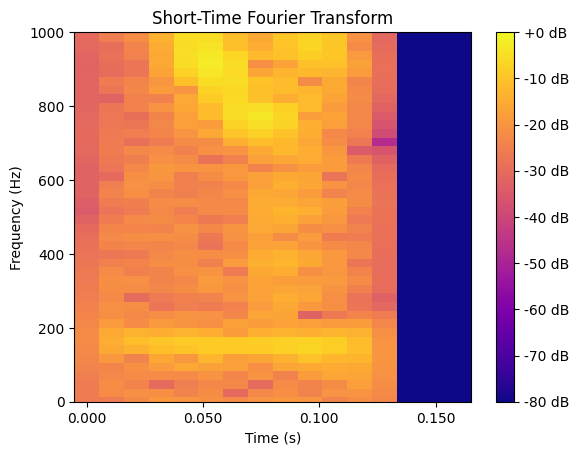 Short-Time Fourier Transform
1000
800
600
400
200
0
Frequency (Hz)
0.000
0.050
0.100
0.150
Time (s)
+0 dB
-10 dB
-20 dB
-30 dB
-40 dB
-50 dB
-60 dB
-70 dB
-80 dB